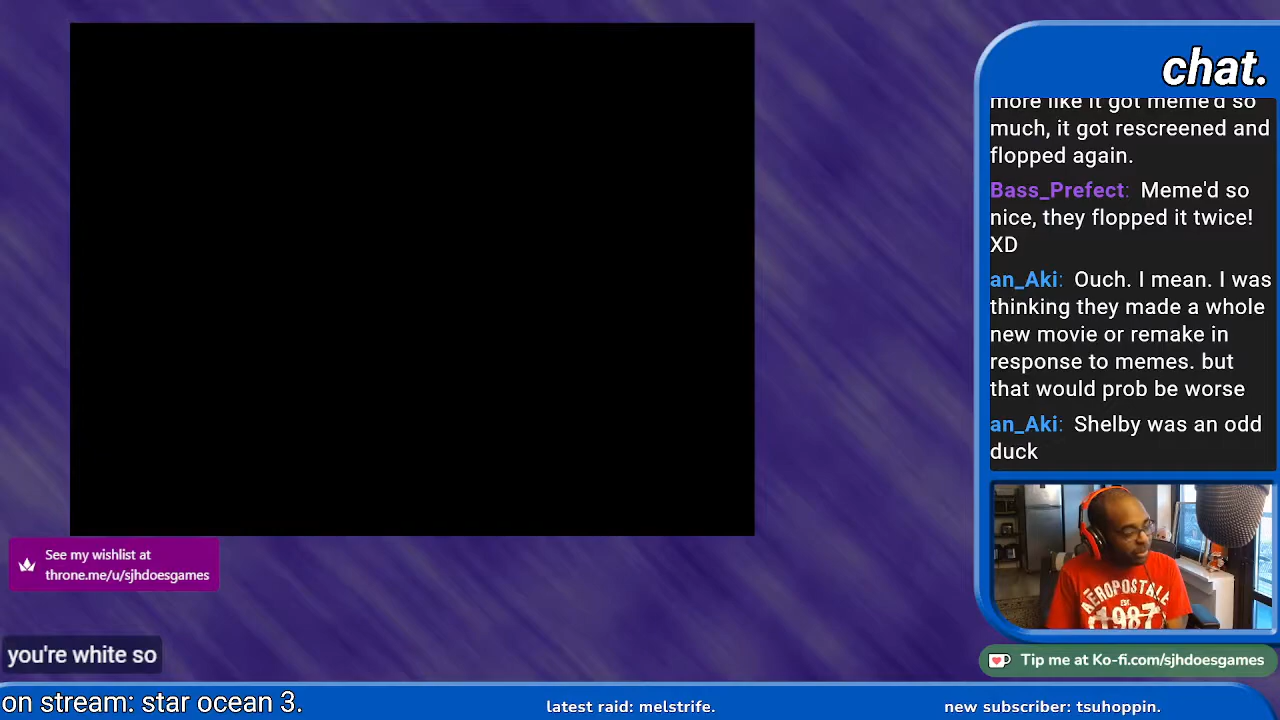 chat.
more like it got meme'd so
much, it got rescreened and
flopped again.
Bass_Prefect: Meme'd so
nice, they flopped it twice!
XD
an_Aki: Ouch. I mean. I was
thinking they made a whole
new movie or remake in
response to memes. but
that would prob be worse
an_Aki: Shelby was an odd
duck
See my wishlist at
throne.me/u/sjhdoesgames
AÉROPOSTALE
1987
you're white so
Tip me at Ko-fi.com/sjhdoesgames
on stream: star ocean 3.
latest raid: melstrife.
new subscriber: tsuhoppin.